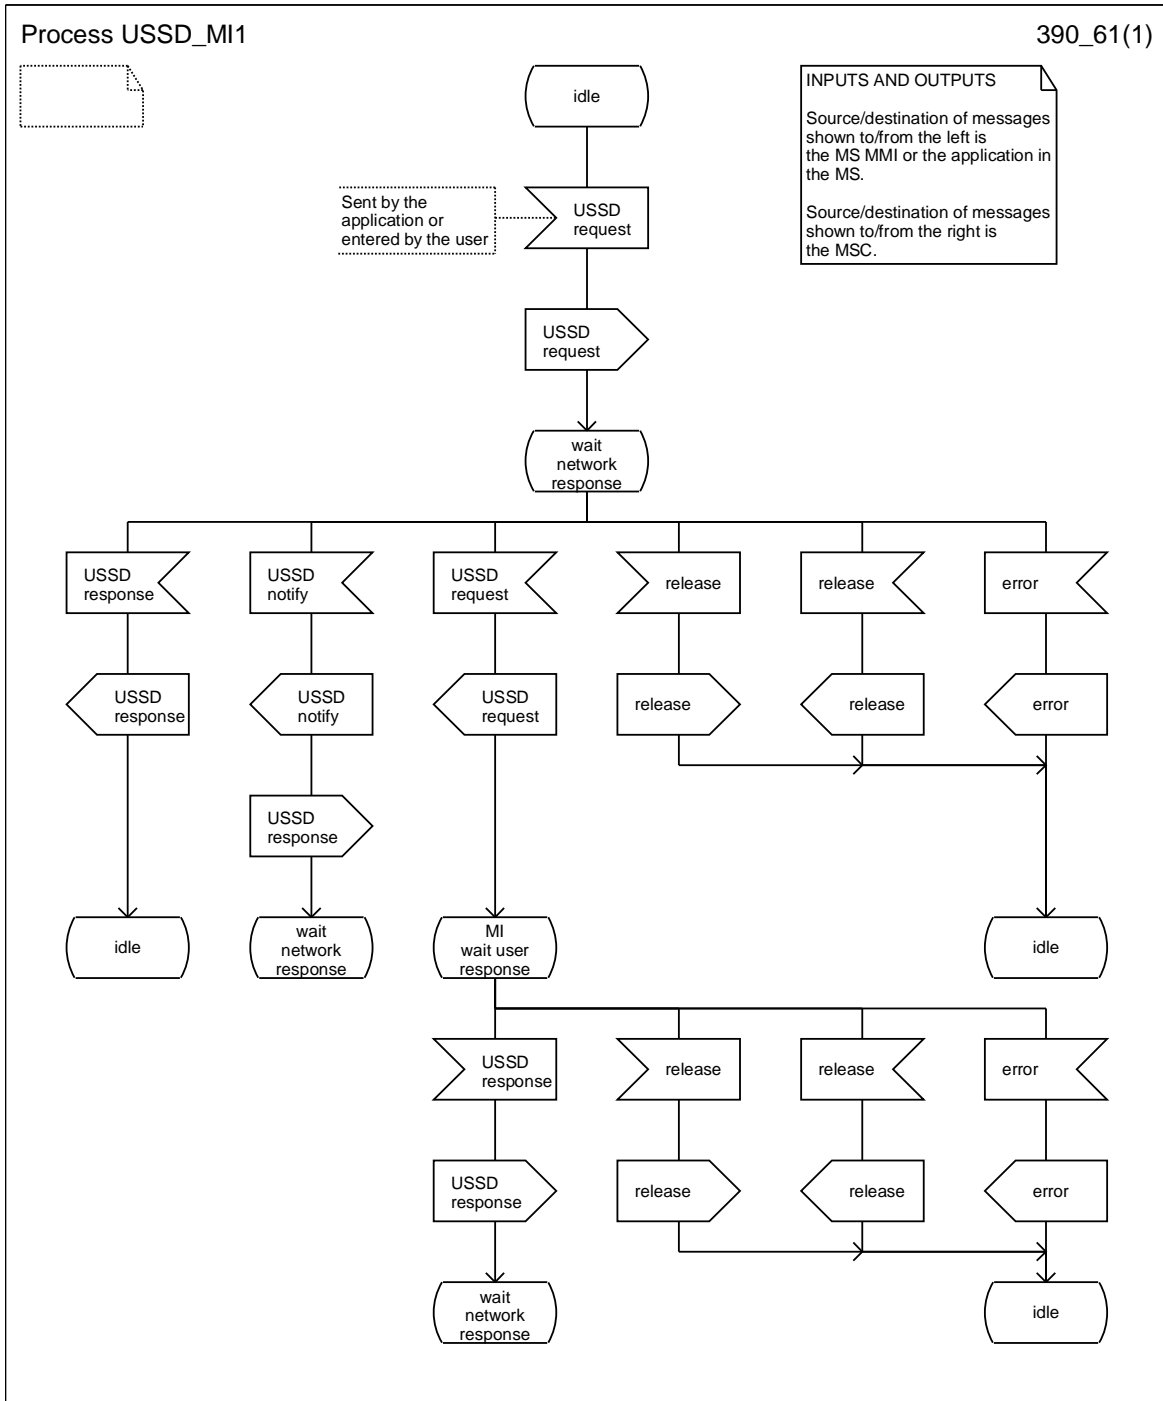 Process USSD_MI1
390_61(1)
idle
INPUTS AND OUTPUTS
Source/destination of messages
shown to/from the left is
the MS MMI or the application in
the MS.
Source/destination of messages
shown to/from the right is
the MSC.
Sent by the
application or
entered by the user
USSD
request
USSD
request
wait
network
response
USSD
response
USSD
notify
USSD
request
release
release
error
USSD
response
USSD
notify
USSD
request
release
release
error
USSD
response
idle
wait
network
response
MI
wait user
response
idle
USSD
response
release
release
error
USSD
response
release
release
error
wait
network
response
idle